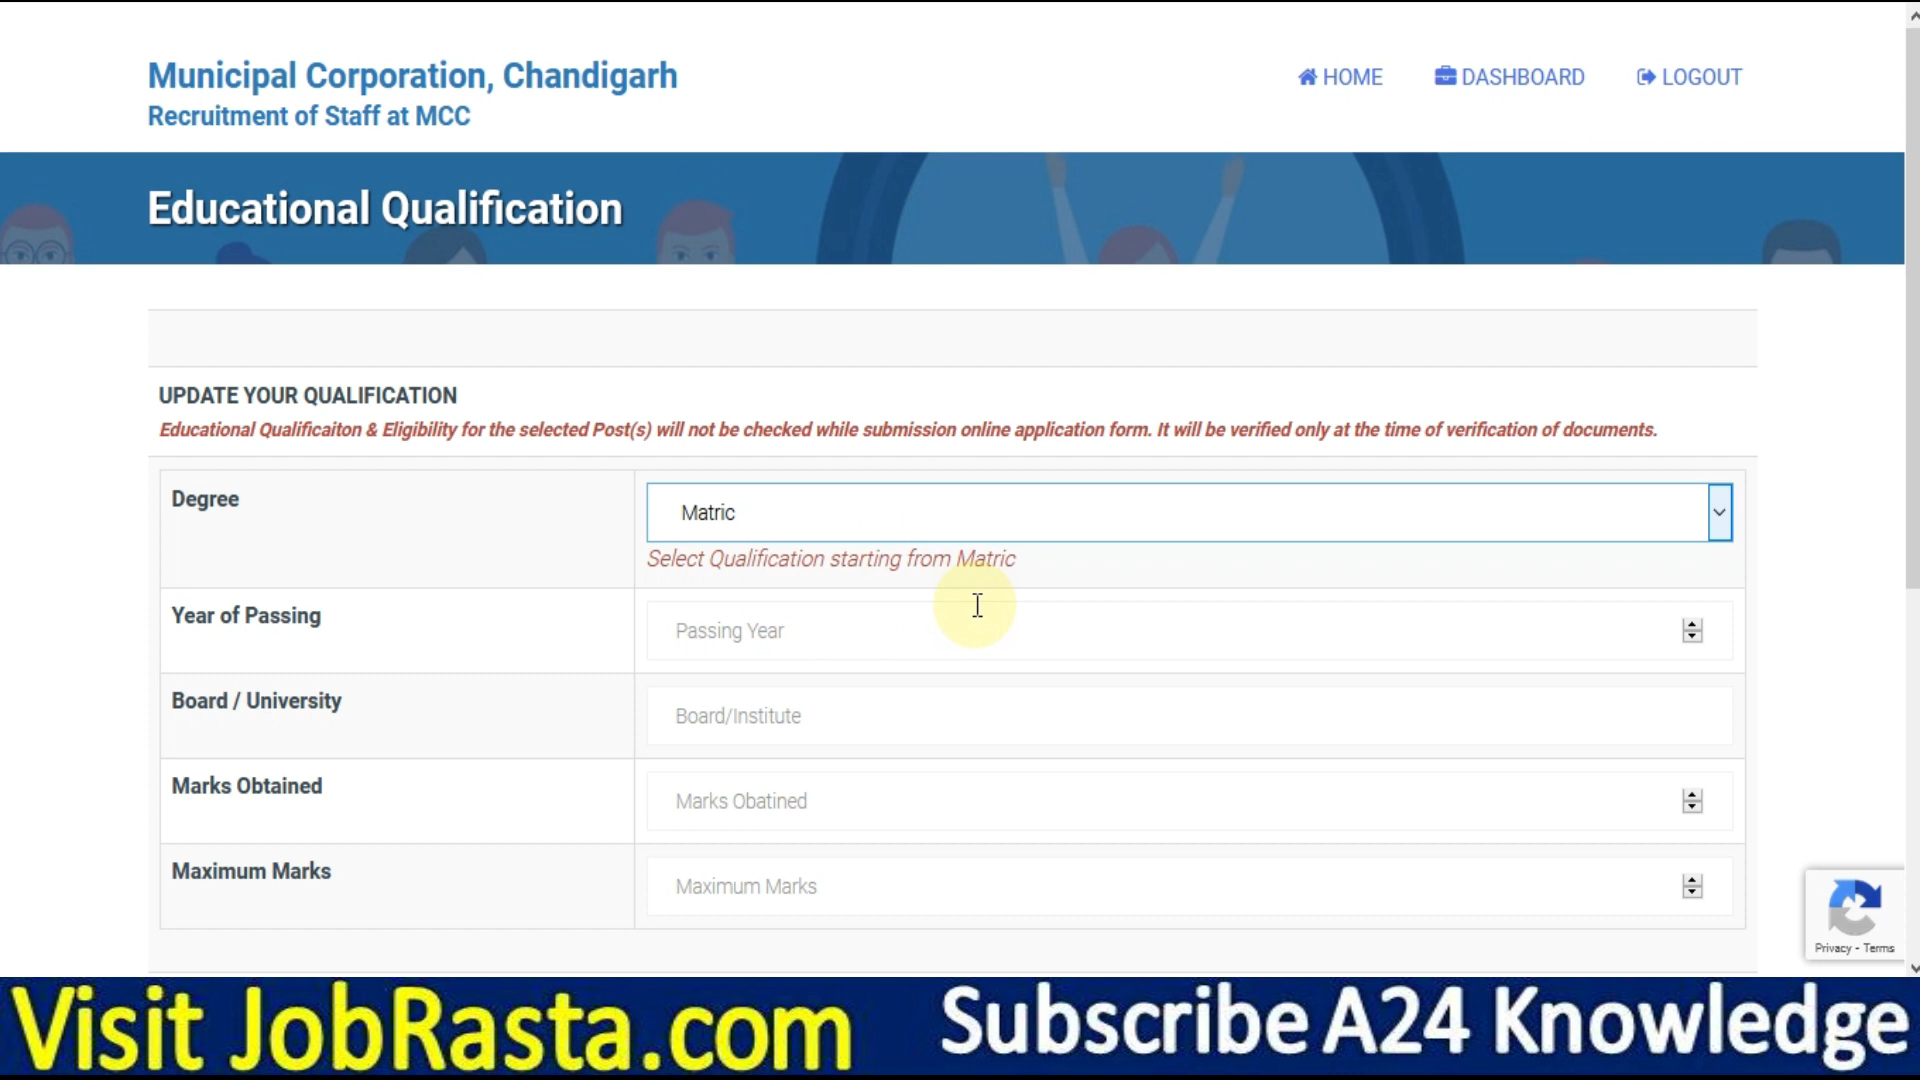 Municipal Corporation, Chandigarh
Recruitment of Staff at MCC
HOME
DASHBOARD
LOGOUT
Educational Qualification
UPDATE YOUR QUALIFICATION
Educational Qualificaiton & Eligibility for the selected Post(s) will not be checked while submission online application form. It will be verified only at the time of verification of documents.
Degree
Matric
Select Qualification starting from Matric
Year of Passing
Passing Year
Board / University
Board/Institute
Marks Obtained
Marks Obatined
Maximum Marks
Maximum Marks
Privacy - Terms
Visit JobRasta.com
Subscribe A24 Knowledge